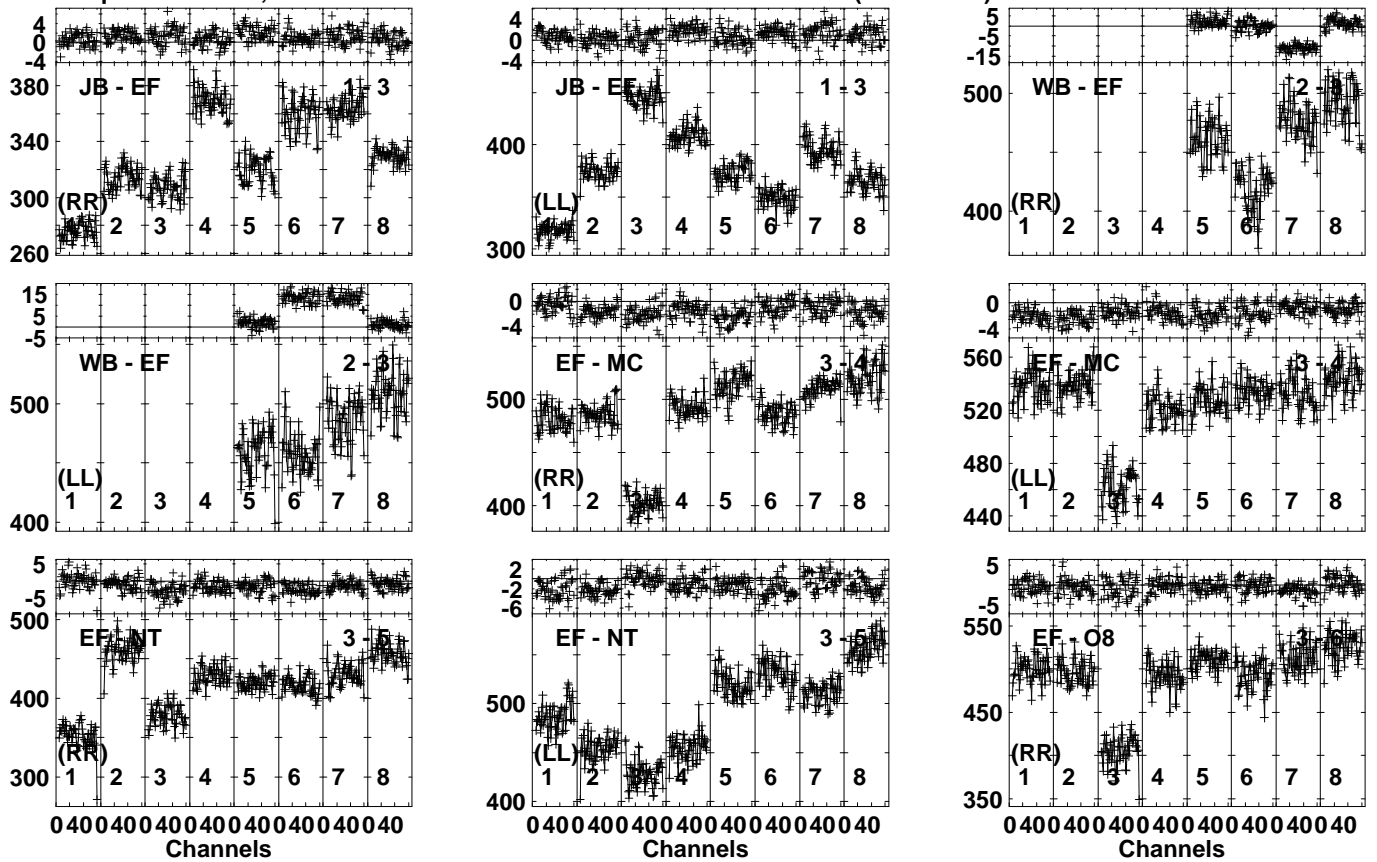 4 0 -4
380 340 300 260
JB - EF 1 - 3
(RR)
1 2 3 4 5 6 7 8
4 0 -4
400 300
JB - EF 1 - 3
(LL)
1 2 3 4 5 6 7 8
5 -5 -15
500 400
WB - EF 2 - 3
(RR)
1 2 3 4 5 6 7 8
15 5 -5
500 400
WB - EF 2 - 3
(LL)
1 2 3 4 5 6 7 8
0 -4
500 400
EF - MC 3 - 4
(RR)
1 2 3 4 5 6 7 8
0 -4
560 520 480 440
EF - MC 3 - 4
(LL)
1 2 3 4 5 6 7 8
5 -5
500 400 300
EF - NT 3 - 5
(RR)
1 2 3 4 5 6 7 8
0 40 0 40 0 40 0 40 0 40 0 40 0 40 0 40
Channels
2 -2 -6
500 400
EF - NT 3 - 5
(LL)
1 2 3 4 5 6 7 8
0 40 0 40 0 40 0 40 0 40 0 40 0 40 0 40
Channels
5 -5
550 450 350
EF - O8 3 - 6
(RR)
1 2 3 4 5 6 7 8
0 40 0 40 0 40 0 40 0 40 0 40 0 40 0 40
Channels